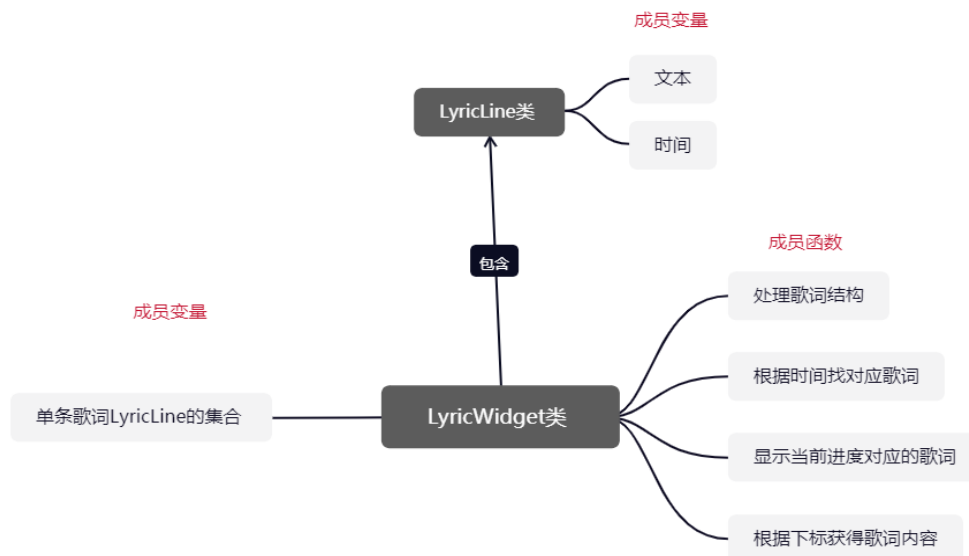 成员变量
文本
LyricLine类
时间
包含
成员函数
处理歌词结构
成员变量
根据时间找对应歌词
单条歌词LyricLine的集合
LyricWidget类
显示当前进度对应的歌词
根据下标获得歌词内容